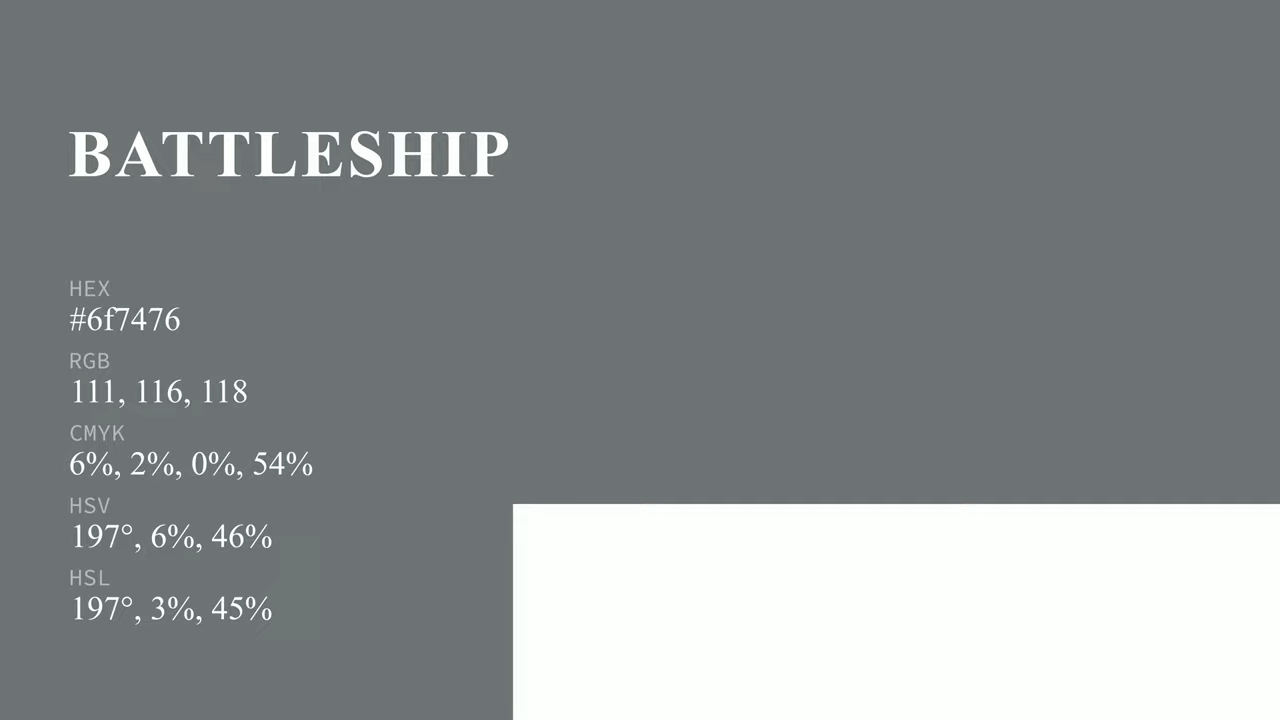 BATTLESHIP
HEX
#6f7476
RGB
111, 116, 118
CMYK
6%, 2%, 0%, 54%
HSV
197°, 6%, 46%
HSL
197°, 3%, 45%